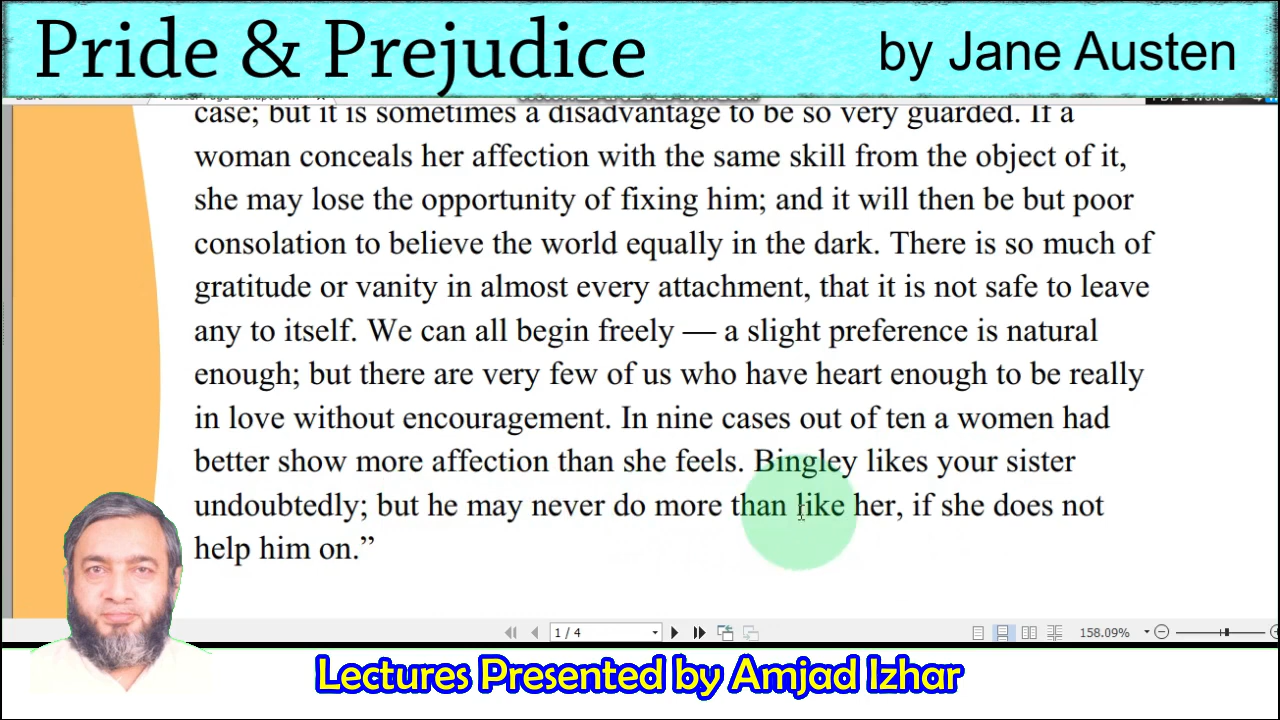 Pride & Prejudice by Jane Austen
case; but it is sometimes a disadvantage to be so very guarded. If a
woman conceals her affection with the same skill from the object of it,
she may lose the opportunity of fixing him; and it will then be but poor
consolation to believe the world equally in the dark. There is so much of
gratitude or vanity in almost every attachment, that it is not safe to leave
any to itself. We can all begin freely — a slight preference is natural
enough; but there are very few of us who have heart enough to be really
in love without encouragement. In nine cases out of ten a women had
better show more affection than she feels. Bingley likes your sister
undoubtedly; but he may never do more than like her, if she does not
help him on.”
1 / 4 158.09%
Lectures Presented by Amjad Izhar